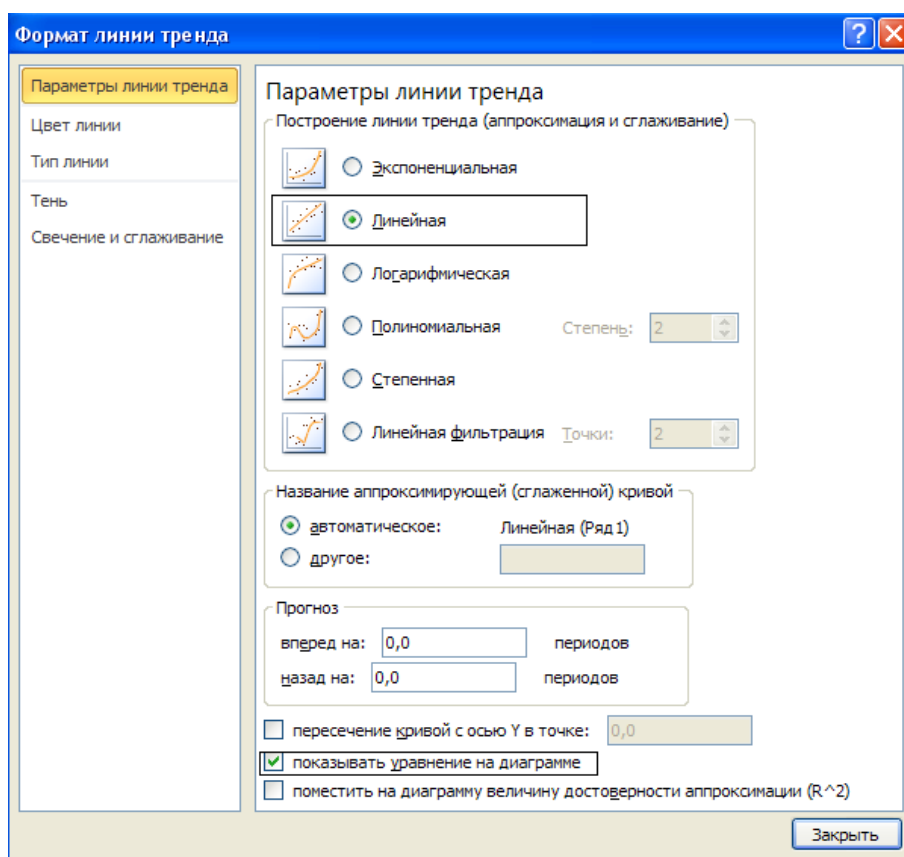 Формат линии тренда
Параметры линии тренда
Цвет линии
Тип линии
Тень
Свечение и сглаживание
Параметры линии тренда
Построение линии тренда (аппроксимация и сглаживание)
Экспоненциальная
Линейная
Логарифмическая
Полиномиальная Степень: 2
Степенная
Линейная фильтрация Точки: 2
Название аппроксимирующей (сглаженной) кривой
автоматическое: Линейная (Ряд1)
другое:
Прогноз
вперед на: 0,0 периодов
назад на: 0,0 периодов
пересечение кривой с осью Y в точке: 0,0
показывать уравнение на диаграмме
поместить на диаграмму величину достоверности аппроксимации (R^2)
Закрыть